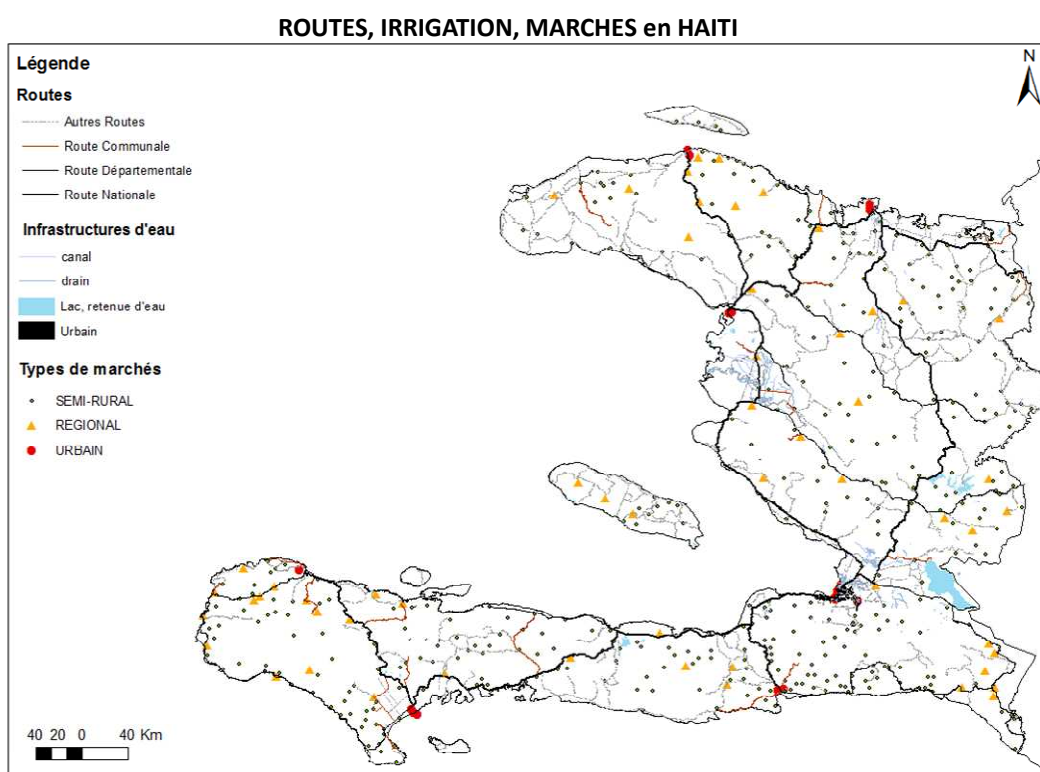 ROUTES, IRRIGATION, MARCHES en HAITI
Légende
Routes
Autres Routes
Route Communale
Route Départementale
Route Nationale
Infrastructures d'eau
canal
drain
Lac, retenue d'eau
Urbain
Types de marchés
SEMI-RURAL
REGIONAL
URBAIN
N
40 20 0 40 Km